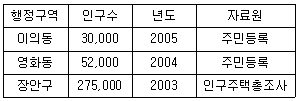 행정구역 인구수 년도 자료원
이의동 30,000 2005 주민등록
영화동 52,000 2004 주민등록
장안구 275,000 2003 인구주택총조사